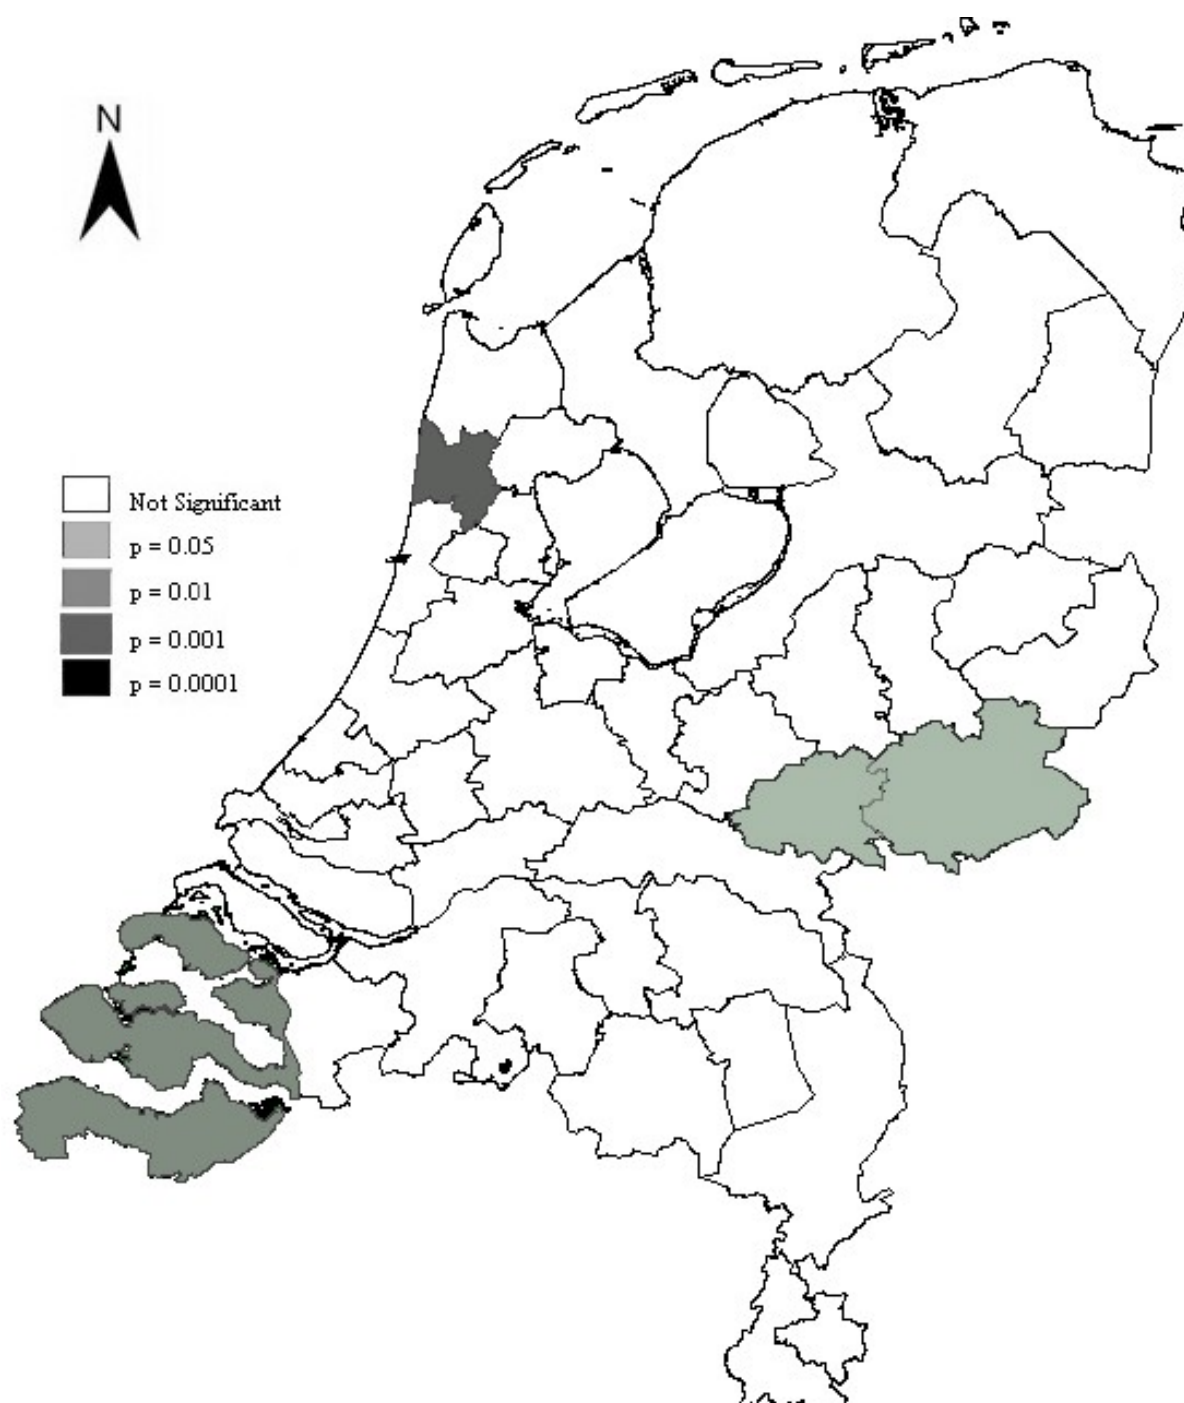 N
Not Significant
p = 0.05
p = 0.01
p = 0.001
p = 0.0001